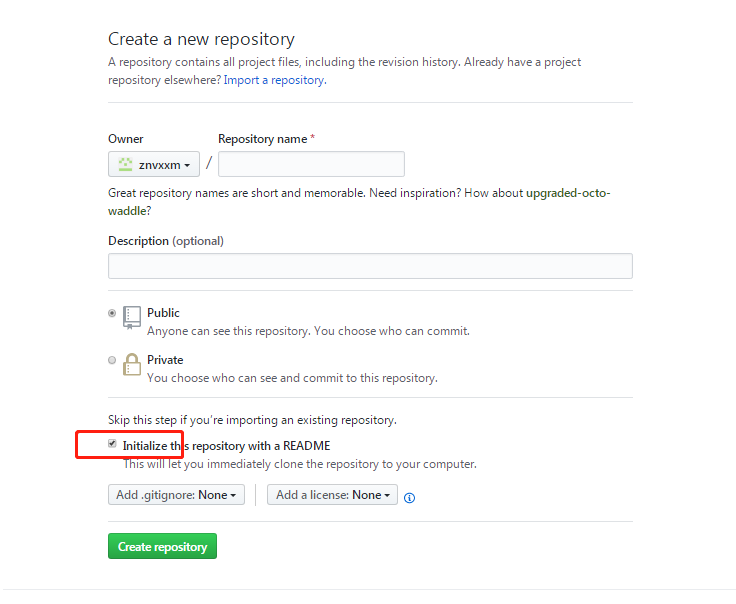 Create a new repository
A repository contains all project files, including the revision history. Already have a project
repository elsewhere? Import a repository.
Owner Repository name *
znvxxm /
Great repository names are short and memorable. Need inspiration? How about upgraded-octo-
waddle?
Description (optional)
Public
Anyone can see this repository. You choose who can commit.
Private
You choose who can see and commit to this repository.
Skip this step if you're importing an existing repository.
Initialize this repository with a README
This will let you immediately clone the repository to your computer.
Add .gitignore: None Add a license: None
Create repository